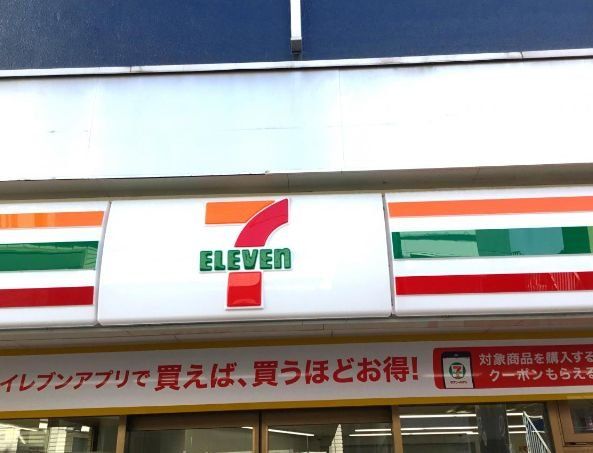 7
ELEVEn
イレブンアプリで 買えば、買うほどお得!
対象商品を購入する
クーポンもらえる